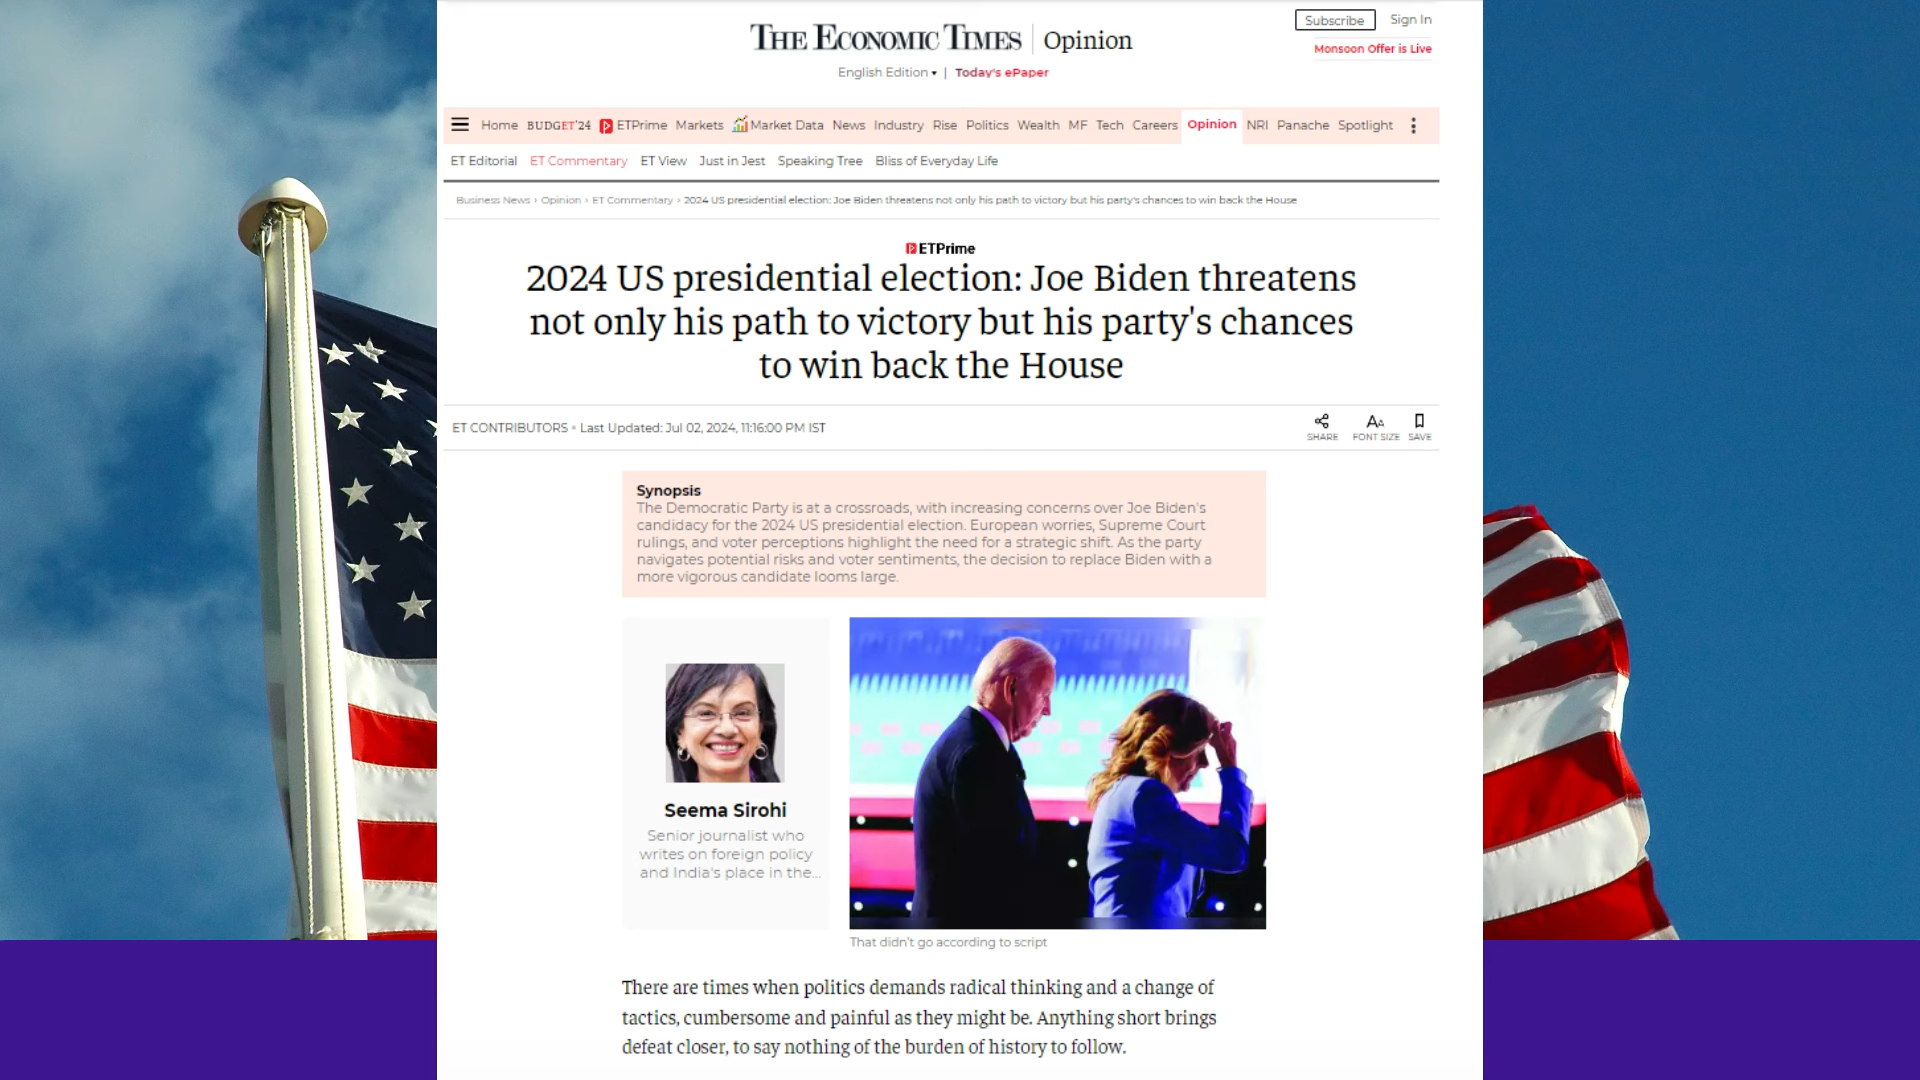 THE ECONOMIC TIMES | Opinion
Subscribe Sign In
Monsoon Offer is Live
English Edition ▾ | Today's ePaper
Home BUDGET'24 ETPrime Markets Market Data News Industry Rise Politics Wealth MF Tech Careers Opinion NRI Panache Spotlight
ET Editorial ET Commentary ET View Just in Jest Speaking Tree Bliss of Everyday Life
Business News › Opinion › ET Commentary › 2024 US presidential election: Joe Biden threatens not only his path to victory but his party's chances to win back the House
ETPrime
2024 US presidential election: Joe Biden threatens
not only his path to victory but his party's chances
to win back the House
ET CONTRIBUTORS • Last Updated: Jul 02, 2024, 11:16:00 PM IST
SHARE FONT SIZE SAVE
Synopsis
The Democratic Party is at a crossroads, with increasing concerns over Joe Biden's
candidacy for the 2024 US presidential election. European worries, Supreme Court
rulings, and voter perceptions highlight the need for a strategic shift. As the party
navigates potential risks and voter sentiments, the decision to replace Biden with a
more vigorous candidate looms large.
Seema Sirohi
Senior journalist who
writes on foreign policy
and India's place in the...
That didn't go according to script
There are times when politics demands radical thinking and a change of
tactics, cumbersome and painful as they might be. Anything short brings
defeat closer, to say nothing of the burden of history to follow.